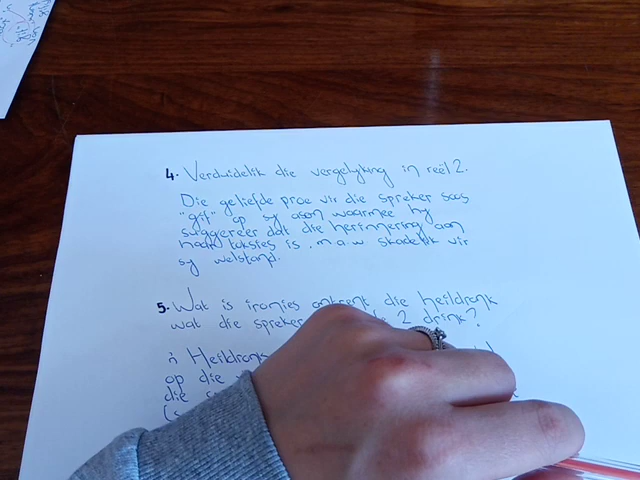 4. Verduidelik die vergelyking in reël 2.
Die geliefde proe vir die spreker soos
"gif" op sy asem waarmee hy
suggereer dat die herinnering aan
haar toksies is. m.a.w skadelik vir
sy welstand.
5. Wat is ironies omtrent die heildronk
wat die spreker 2 drink?
'n Heildronk
op die
die